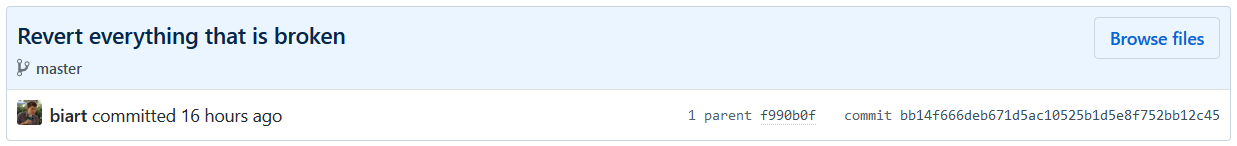 Revert everything that is broken
Browse files
master
biart committed 16 hours ago
1 parent f990b0f
commit bb14f666deb671d5ac10525b1d5e8f752bb12c45